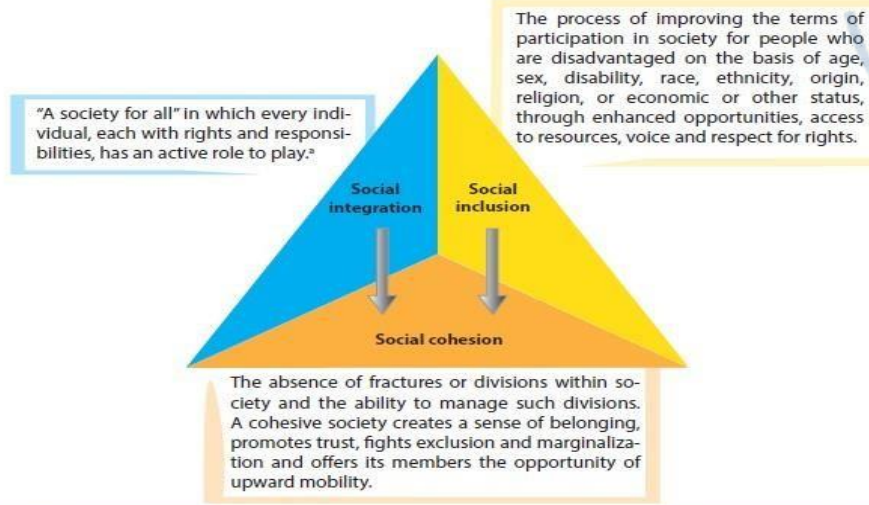 The process of improving the terms of
participation in society for people who
are disadvantaged on the basis of age,
sex, disability, race, ethnicity, origin,
religion, or economic or other status,
through enhanced opportunities, access
to resources, voice and respect for rights.
“A society for all” in which every indi-
vidual, each with rights and responsi-
bilities, has an active role to play.ᵃ
Social
integration
Social
inclusion
Social cohesion
The absence of fractures or divisions within so-
ciety and the ability to manage such divisions.
A cohesive society creates a sense of belonging,
promotes trust, fights exclusion and marginaliza-
tion and offers its members the opportunity of
upward mobility.